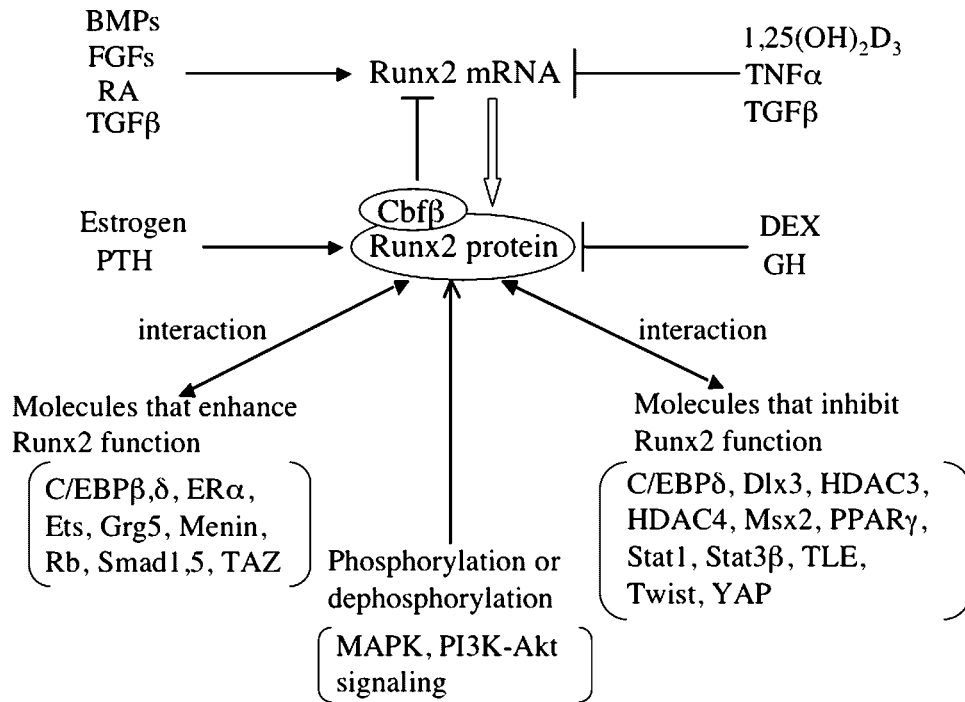 BMPs
FGFs
RA
TGFβ
Runx2 mRNA
1,25(OH)₂D₃
TNFα
TGFβ
Cbfβ
Runx2 protein
Estrogen
PTH
DEX
GH
interaction
interaction
Molecules that enhance
Runx2 function
C/EBPβ,δ, ERα,
Ets, Grg5, Menin,
Rb, Smad1,5, TAZ
Phosphorylation or
dephosphorylation
MAPK, PI3K-Akt
signaling
Molecules that inhibit
Runx2 function
C/EBPδ, Dlx3, HDAC3,
HDAC4, Msx2, PPARγ,
Stat1, Stat3β, TLE,
Twist, YAP